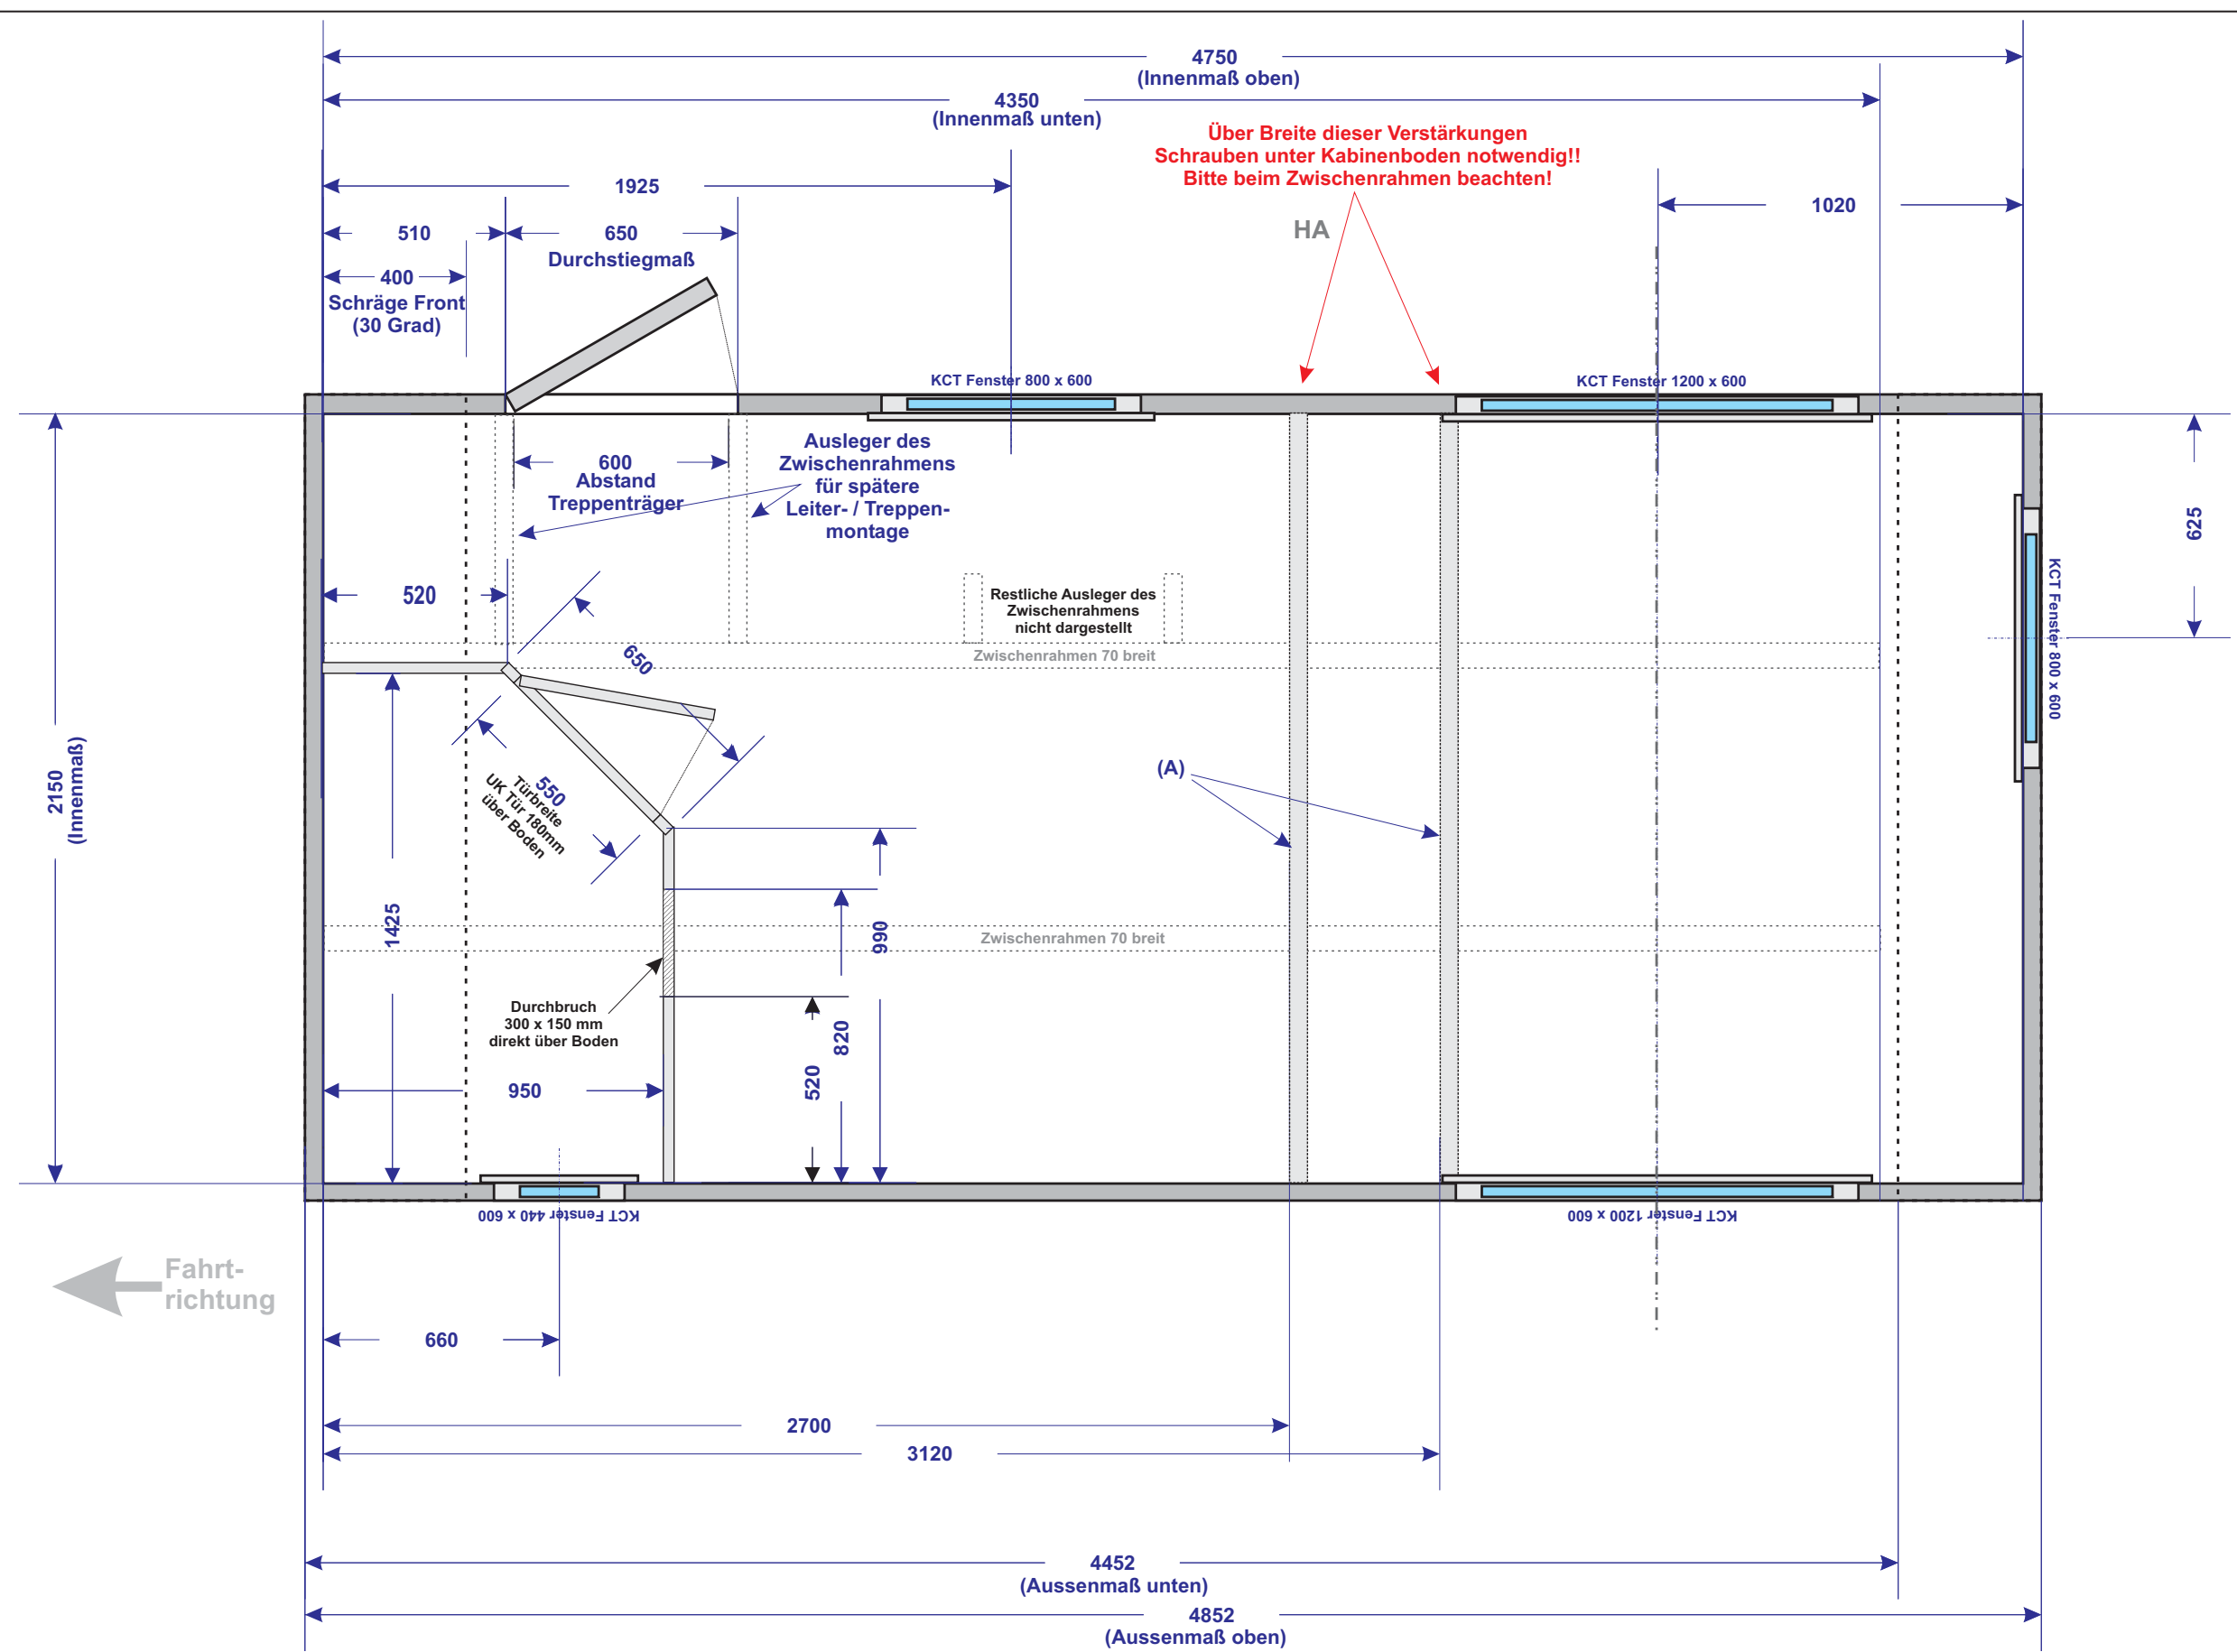 4750
(Innenmaß oben)
4350
(Innenmaß unten)
Über Breite dieser Verstärkungen
Schrauben unter Kabinenboden notwendig!!
Bitte beim Zwischenrahmen beachten!
1925
1020
HA
510
650
Durchstiegmaß
400
Schräge Front
(30 Grad)
KCT Fenster 800 x 600
KCT Fenster 1200 x 600
600
Abstand
Treppenträger
Ausleger des
Zwischenrahmens
für spätere
Leiter- / Treppen-
montage
625
KCT Fenster 800 x 600
520
650
Restliche Ausleger des
Zwischenrahmens
nicht dargestellt
Zwischenrahmen 70 breit
2150
(Innenmaß)
550
Türbreite
UK Tür 180mm
über Boden
(A)
1425
990
Zwischenrahmen 70 breit
Durchbruch
300 x 150 mm
direkt über Boden
820
520
950
KCT Fenster 440 x 600
KCT Fenster 1200 x 600
Fahrt-
richtung
660
2700
3120
4452
(Aussenmaß unten)
4852
(Aussenmaß oben)